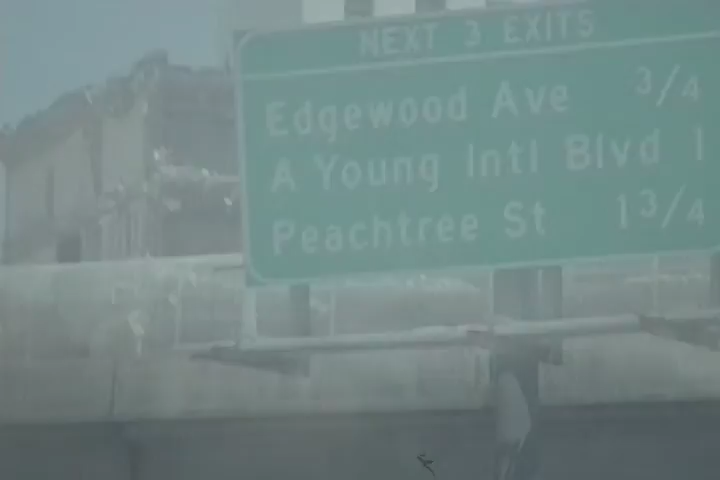 NEXT 3 EXITS
Edgewood Ave 3/4
A Young Intl Blvd 1
Peachtree St 1 3/4